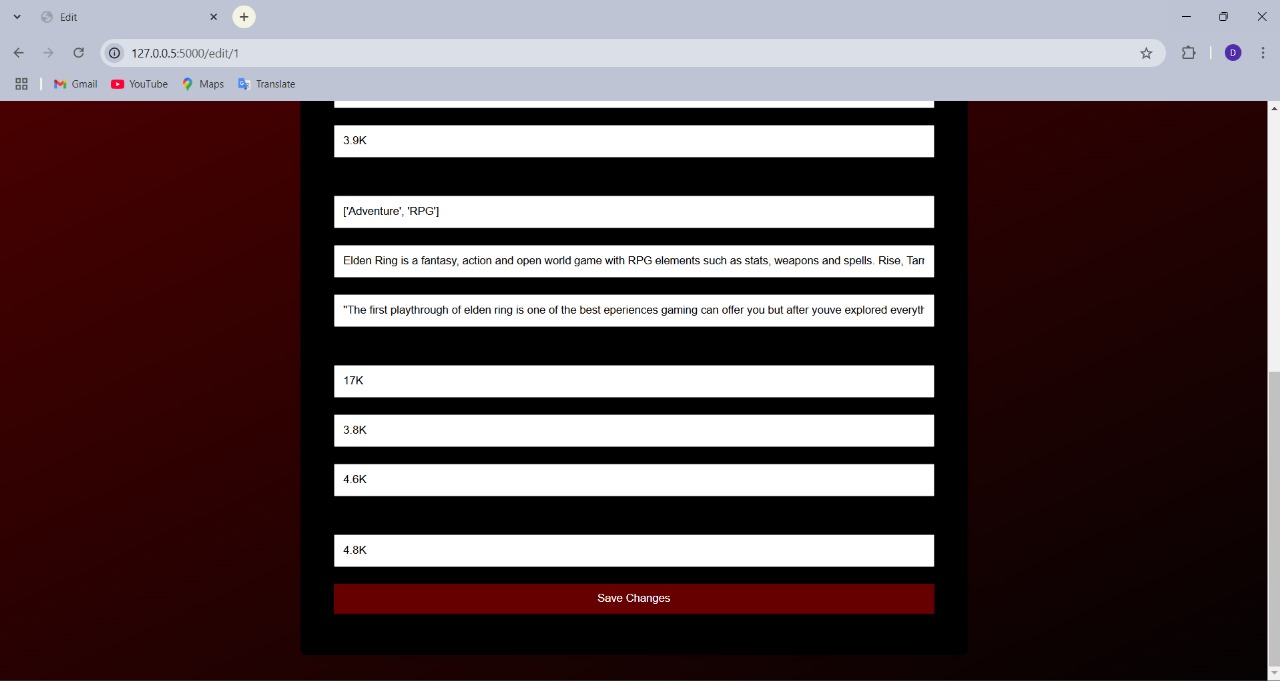 Edit
127.0.0.5:5000/edit/1
D
Gmail
YouTube
Maps
Translate
3.9K
['Adventure', 'RPG']
Elden Ring is a fantasy, action and open world game with RPG elements such as stats, weapons and spells. Rise,
"The first playthrough of elden ring is one of the best eperiences gaming can offer you but after youve explored
17K
3.8K
4.6K
4.8K
Save Changes